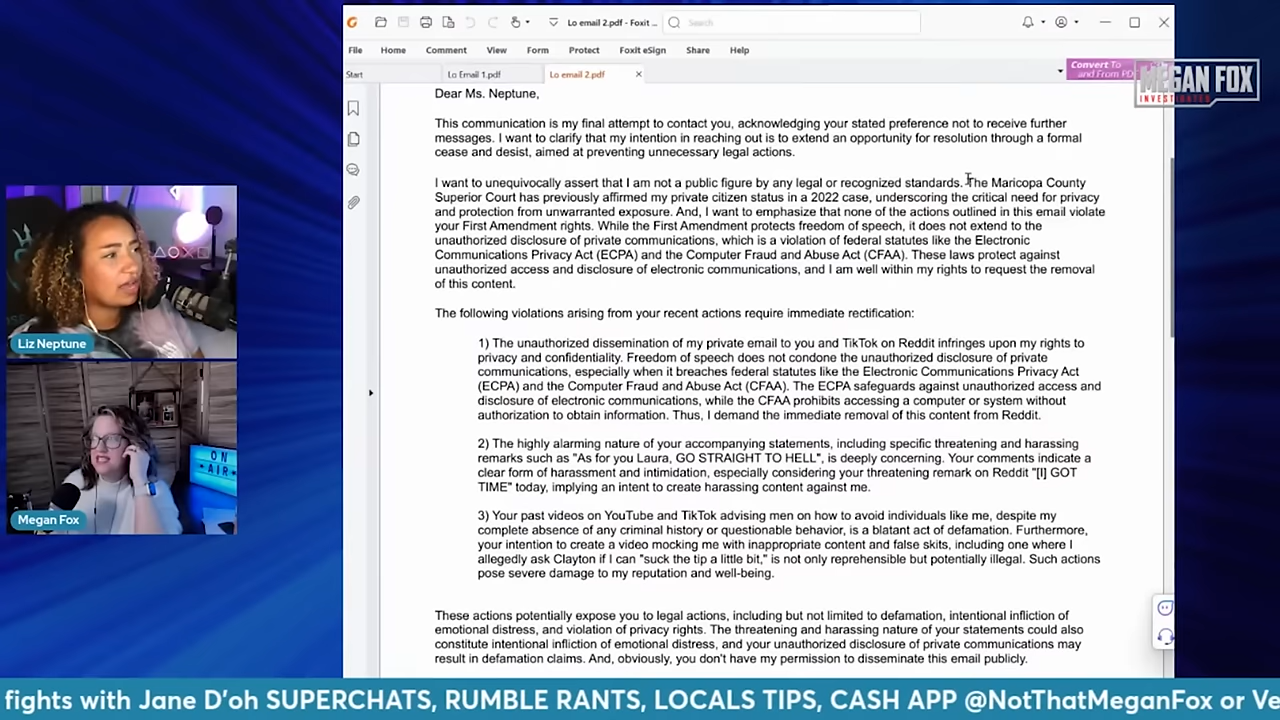 Lo email 2.pdf - Foxit ...
Search
File Home Comment View Form Protect Foxit eSign Share Help
Start
Lo Email 1.pdf
Lo email 2.pdf
Convert To
and From PD
MEGAN FOX
INVESTIGATES
Dear Ms. Neptune,
This communication is my final attempt to contact you, acknowledging your stated preference not to receive further
messages. I want to clarify that my intention in reaching out is to extend an opportunity for resolution through a formal
cease and desist, aimed at preventing unnecessary legal actions.
I want to unequivocally assert that I am not a public figure by any legal or recognized standards. The Maricopa County
Superior Court has previously affirmed my private citizen status in a 2022 case, underscoring the critical need for privacy
and protection from unwarranted exposure. And, I want to emphasize that none of the actions outlined in this email violate
your First Amendment rights. While the First Amendment protects freedom of speech, it does not extend to the
unauthorized disclosure of private communications, which is a violation of federal statutes like the Electronic
Communications Privacy Act (ECPA) and the Computer Fraud and Abuse Act (CFAA). These laws protect against
unauthorized access and disclosure of electronic communications, and I am well within my rights to request the removal
of this content.
The following violations arising from your recent actions require immediate rectification:
1) The unauthorized dissemination of my private email to you and TikTok on Reddit infringes upon my rights to
privacy and confidentiality. Freedom of speech does not condone the unauthorized disclosure of private
communications, especially when it breaches federal statutes like the Electronic Communications Privacy Act
(ECPA) and the Computer Fraud and Abuse Act (CFAA). The ECPA safeguards against unauthorized access and
disclosure of electronic communications, while the CFAA prohibits accessing a computer or system without
authorization to obtain information. Thus, I demand the immediate removal of this content from Reddit.
2) The highly alarming nature of your accompanying statements, including specific threatening and harassing
remarks such as "As for you Laura, GO STRAIGHT TO HELL", is deeply concerning. Your comments indicate a
clear form of harassment and intimidation, especially considering your threatening remark on Reddit "[I] GOT
TIME" today, implying an intent to create harassing content against me.
3) Your past videos on YouTube and TikTok advising men on how to avoid individuals like me, despite my
complete absence of any criminal history or questionable behavior, is a blatant act of defamation. Furthermore,
your intention to create a video mocking me with inappropriate content and false skits, including one where I
allegedly ask Clayton if I can "suck the tip a little bit," is not only reprehensible but potentially illegal. Such actions
pose severe damage to my reputation and well-being.
These actions potentially expose you to legal actions, including but not limited to defamation, intentional infliction of
emotional distress, and violation of privacy rights. The threatening and harassing nature of your statements could also
constitute intentional infliction of emotional distress, and your unauthorized disclosure of private communications may
result in defamation claims. And, obviously, you don't have my permission to disseminate this email publicly.
Liz Neptune
ON
AIR
Megan Fox
fights with Jane D'oh SUPERCHATS, RUMBLE RANTS, LOCALS TIPS, CASH APP @NotThatMeganFox or Ve